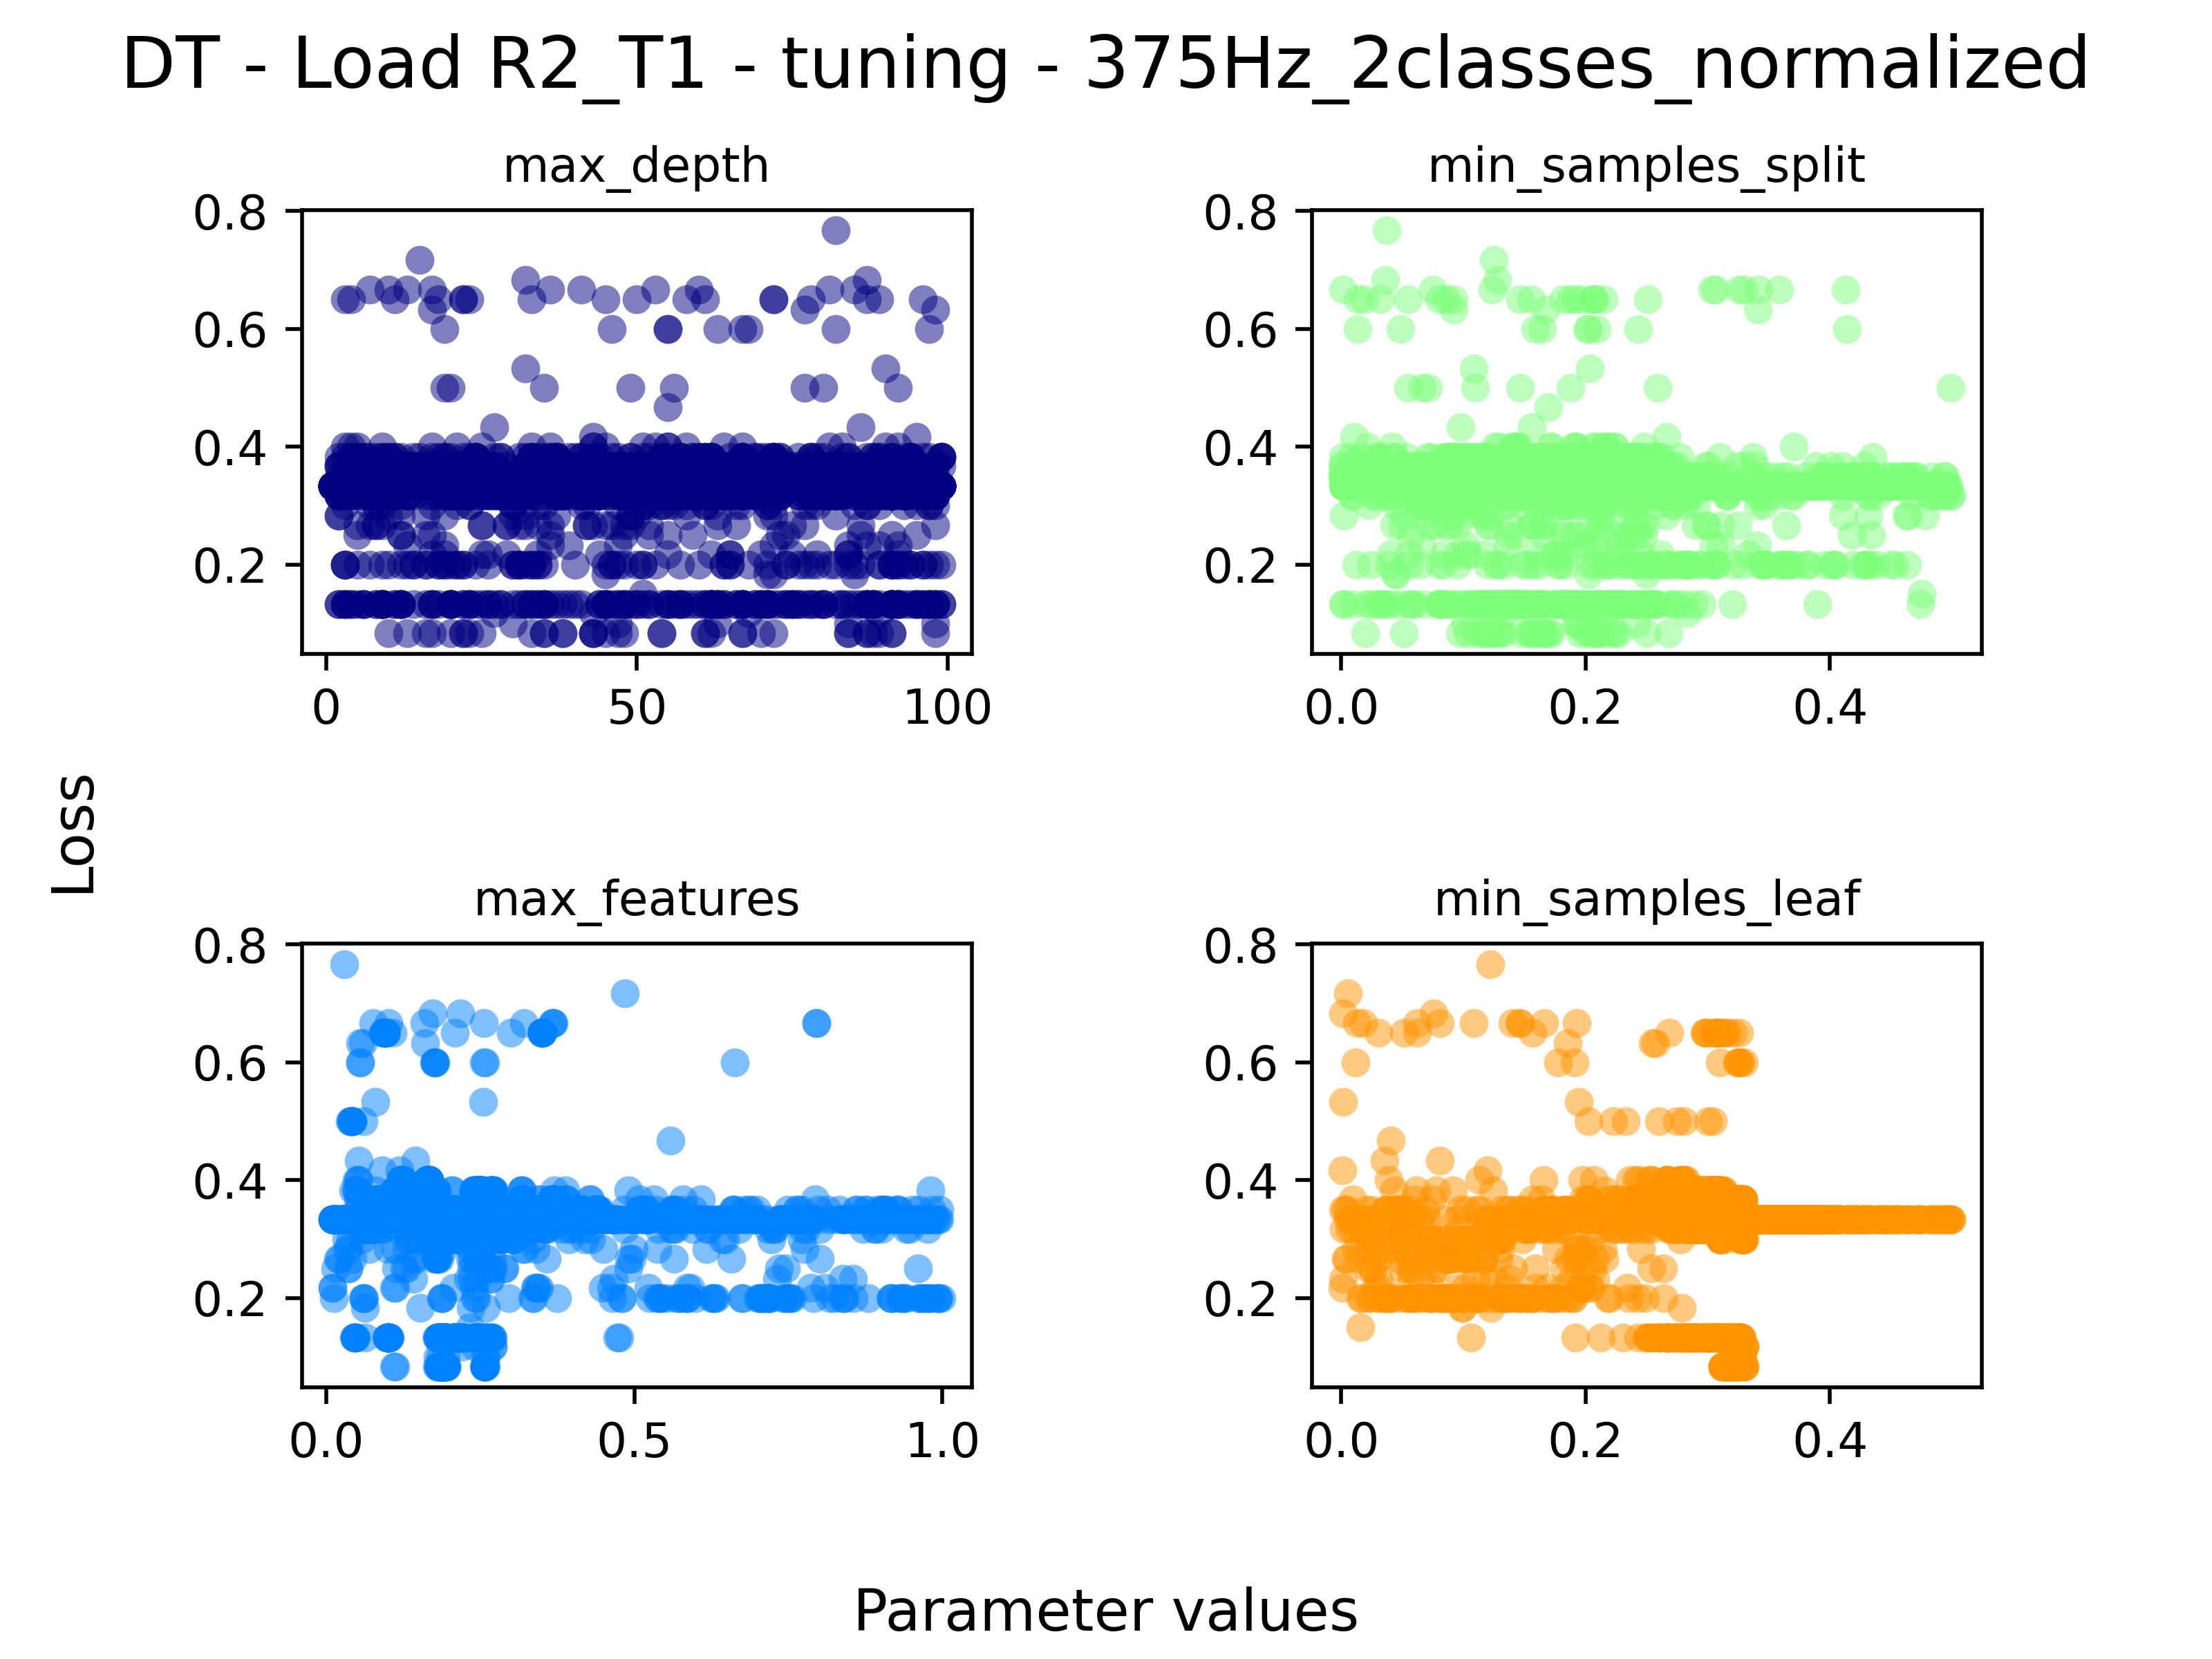 DT - Load R2_T1 - tuning - 375Hz_2classes_normalized
max_depth
min_samples_split
0.8
0.6
0.4
0.2
0 50 100
0.8
0.6
0.4
0.2
0.0 0.2 0.4
Loss
max_features
min_samples_leaf
0.8
0.6
0.4
0.2
0.0 0.5 1.0
0.8
0.6
0.4
0.2
0.0 0.2 0.4
Parameter values